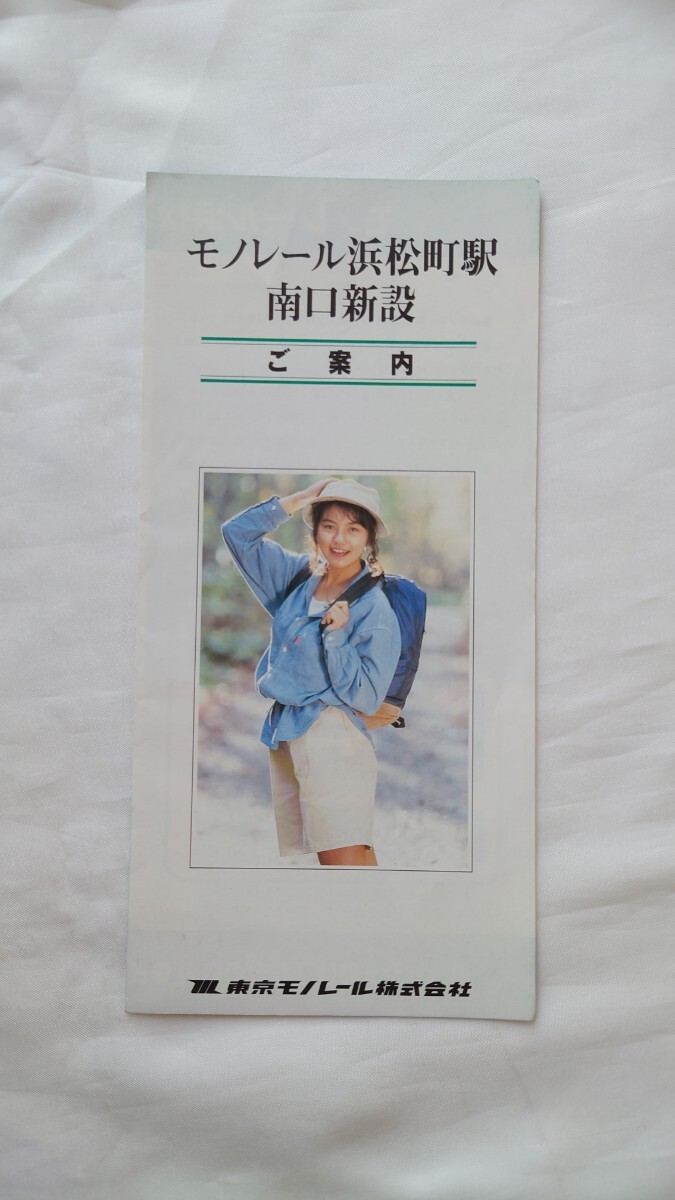 モノレール浜松町駅
南口新設
ご案内
東京モノレール株式会社